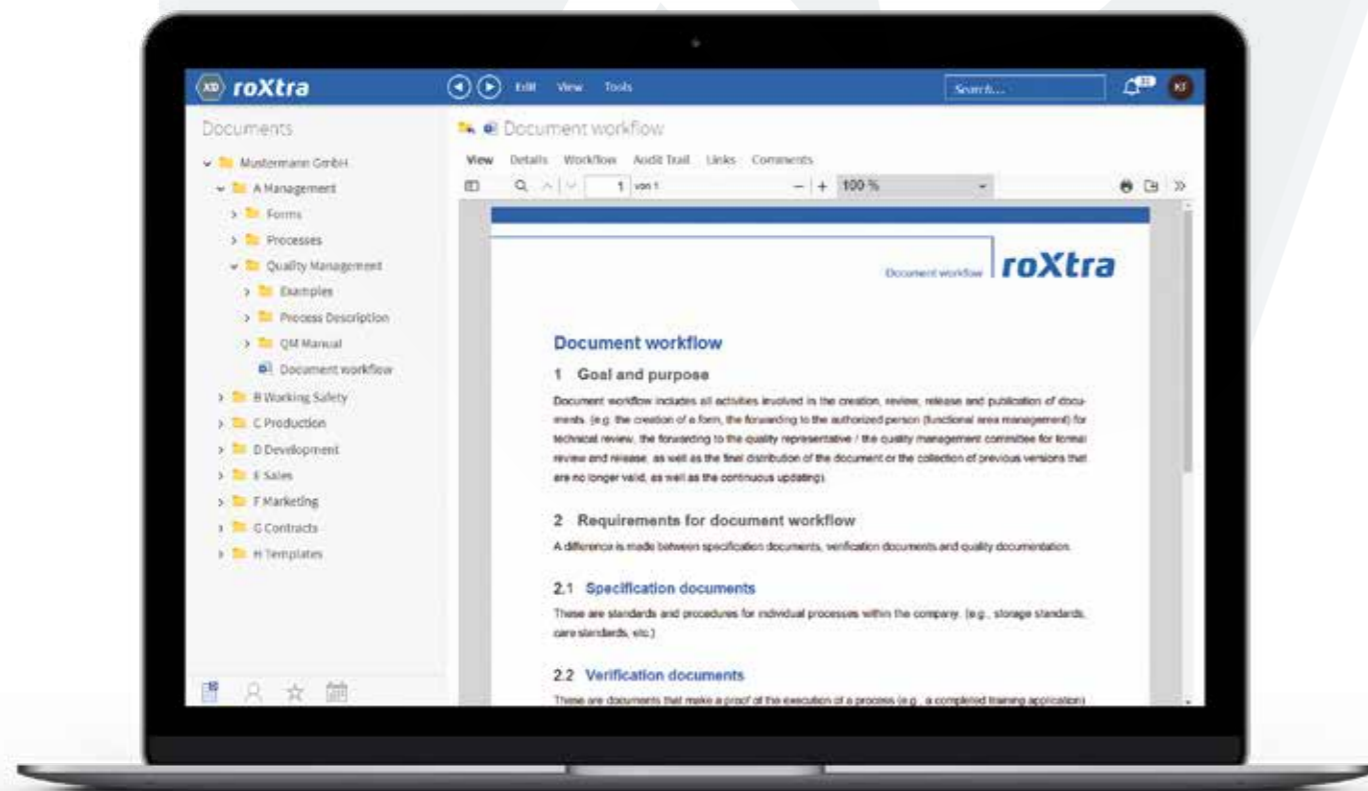 roXtra
Edit View Tools
Search...
KF
Documents
Mustermann GmbH
A Management
Forms
Processes
Quality Management
Examples
Process Description
QM Manual
Document workflow
B Working Safety
C Production
D Development
E Sales
F Marketing
G Contracts
H Templates
Document workflow
View Details Workflow Audit Trail Links Comments
1 von 1 100 %
Document workflow roXtra
Document workflow
1 Goal and purpose
Document workflow includes all activities involved in the creation, review, release and publication of docu-
ments. (e.g. the creation of a form, the forwarding to the authorized person (functional area management) for
technical review, the forwarding to the quality representative / the quality management committee for formal
review and release, as well as the final distribution of the document or the collection of previous versions that
are no longer valid, as well as the continuous updating).
2 Requirements for document workflow
A difference is made between specification documents, verification documents and quality documentation.
2.1 Specification documents
These are standards and procedures for individual processes within the company. (e.g., storage standards,
care standards, etc.)
2.2 Verification documents
These are documents that make a proof of the execution of a process (e.g., a completed training application)